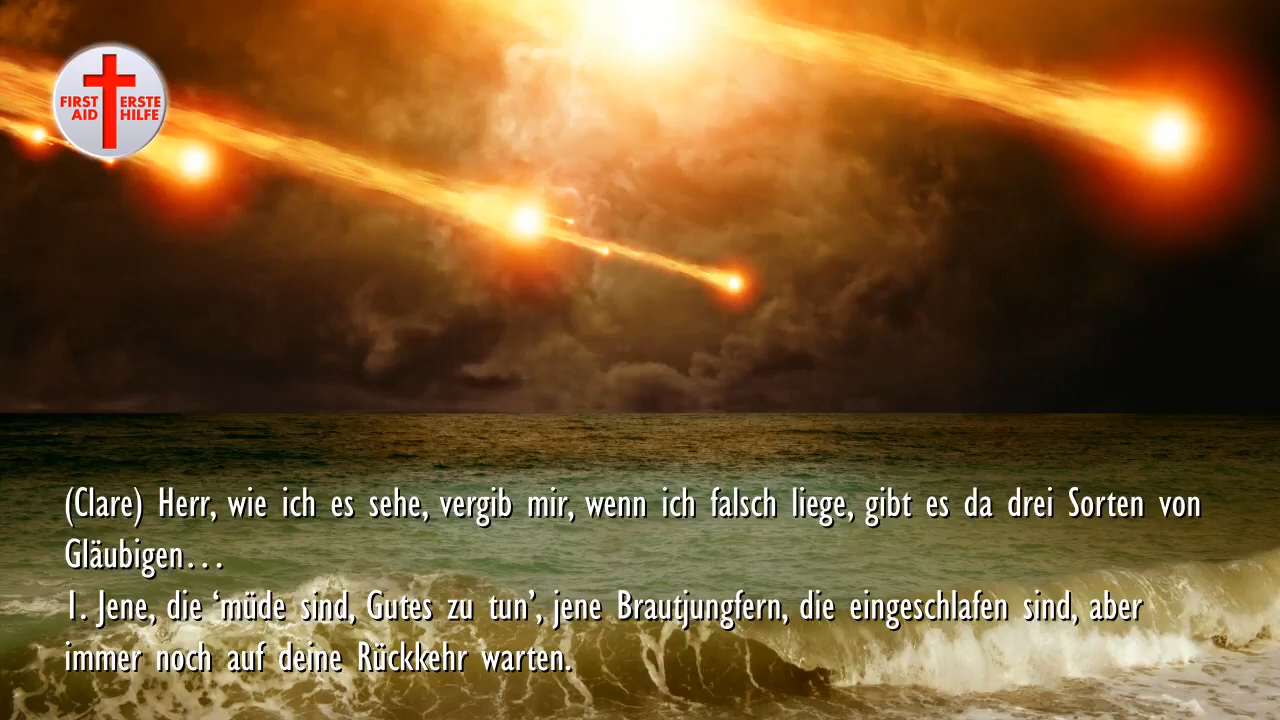 FIRST ERSTE
AID HILFE
(Clare) Herr, wie ich es sehe, vergib mir, wenn ich falsch liege, gibt es da drei Sorten von
Gläubigen…
1. Jene, die ‘müde sind, Gutes zu tun’, jene Brautjungfern, die eingeschlafen sind, aber
immer noch auf deine Rückkehr warten.